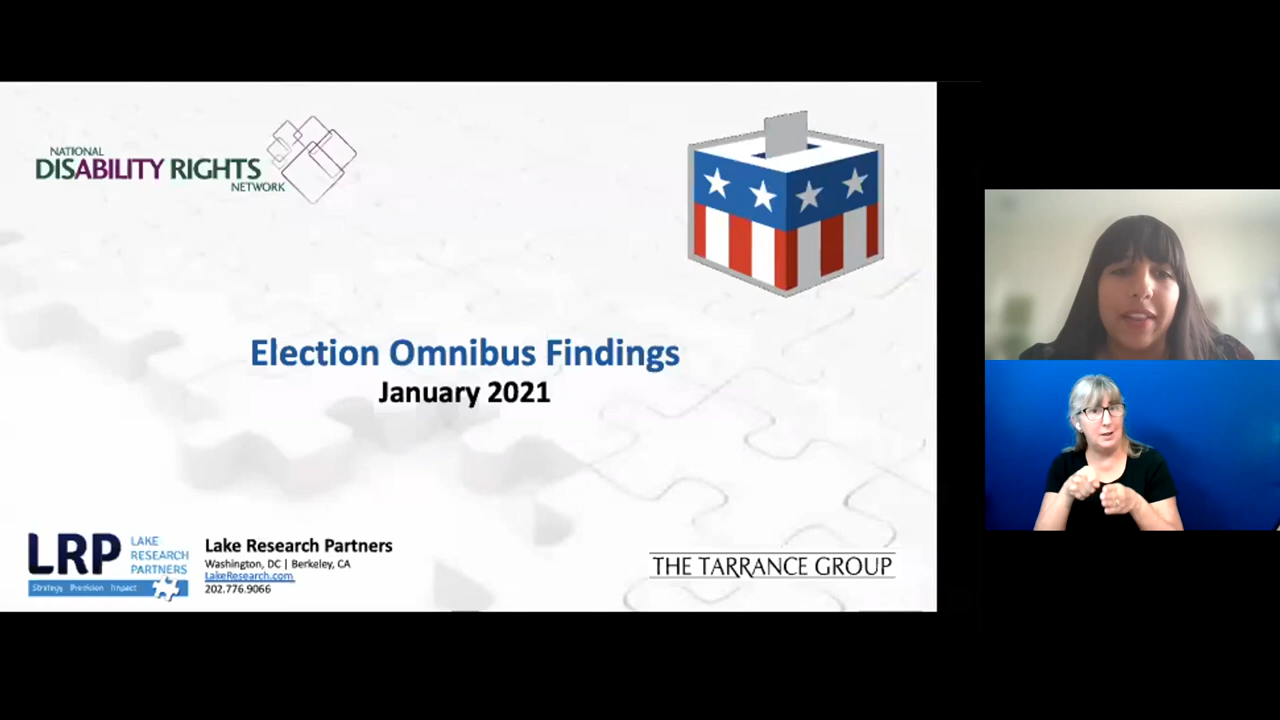 NATIONAL
DISABILITY RIGHTS
NETWORK
Election Omnibus Findings
January 2021
LRP
LAKE
RESEARCH
PARTNERS
Strategy Precision Impact
Lake Research Partners
Washington, DC | Berkeley, CA
LakeResearch.com
202.776.9066
THE TARRANCE GROUP